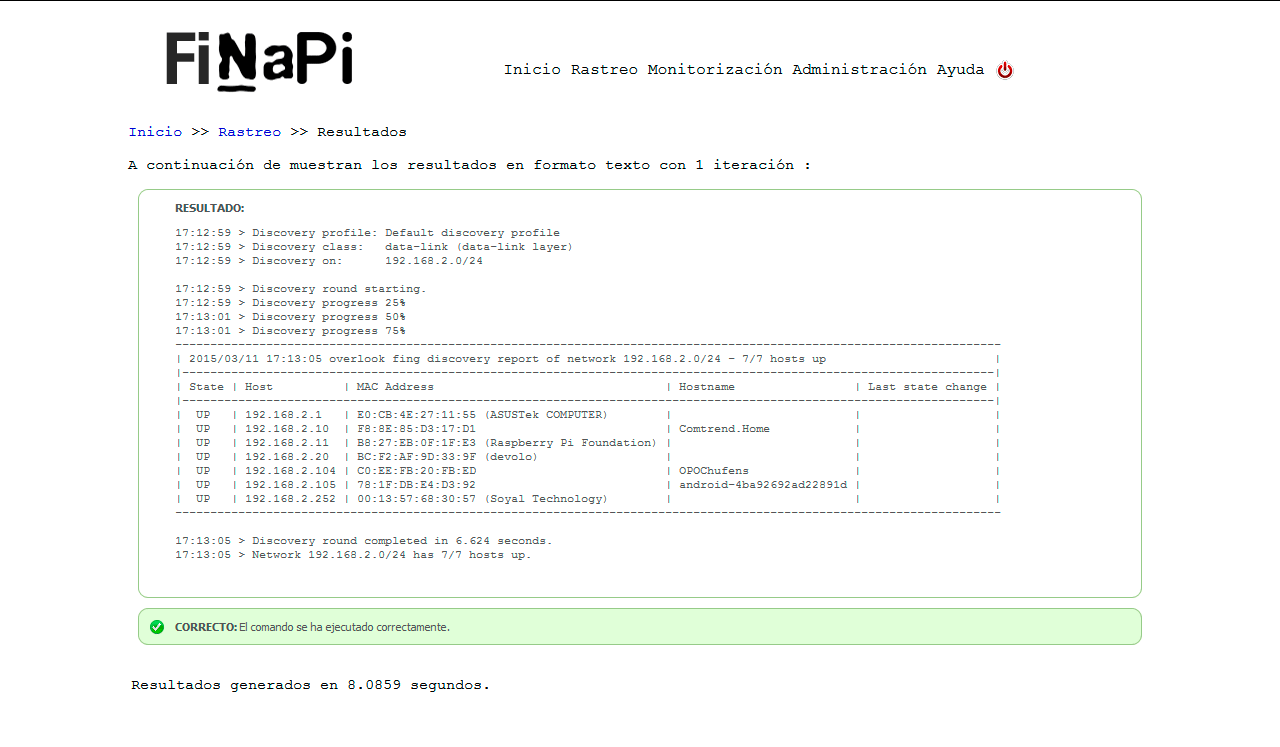 FiNaPi
Inicio Rastreo Monitorización Administración Ayuda
Inicio >> Rastreo >> Resultados
A continuación de muestran los resultados en formato texto con 1 iteración :
RESULTADO:
17:12:59 > Discovery profile: Default discovery profile
17:12:59 > Discovery class:   data-link (data-link layer)
17:12:59 > Discovery on:      192.168.2.0/24
17:12:59 > Discovery round starting.
17:12:59 > Discovery progress 25%
17:13:01 > Discovery progress 50%
17:13:01 > Discovery progress 75%
| 2015/03/11 17:13:05 overlook fing discovery report of network 192.168.2.0/24 - 7/7 hosts up |
| State | Host | MAC Address | Hostname | Last state change |
| UP | 192.168.2.1 | E0:CB:4E:27:11:55 (ASUSTek COMPUTER) | | |
| UP | 192.168.2.10 | F8:8E:85:D3:17:D1 | Comtrend.Home | |
| UP | 192.168.2.11 | B8:27:EB:0F:1F:E3 (Raspberry Pi Foundation) | | |
| UP | 192.168.2.20 | BC:F2:AF:9D:33:9F (devolo) | | |
| UP | 192.168.2.104 | C0:EE:FB:20:FB:ED | OPOChufens | |
| UP | 192.168.2.105 | 78:1F:DB:E4:D3:92 | android-4ba92692ad22891d | |
| UP | 192.168.2.252 | 00:13:57:68:30:57 (Soyal Technology) | | |
17:13:05 > Discovery round completed in 6.624 seconds.
17:13:05 > Network 192.168.2.0/24 has 7/7 hosts up.
CORRECTO: El comando se ha ejecutado correctamente.
Resultados generados en 8.0859 segundos.